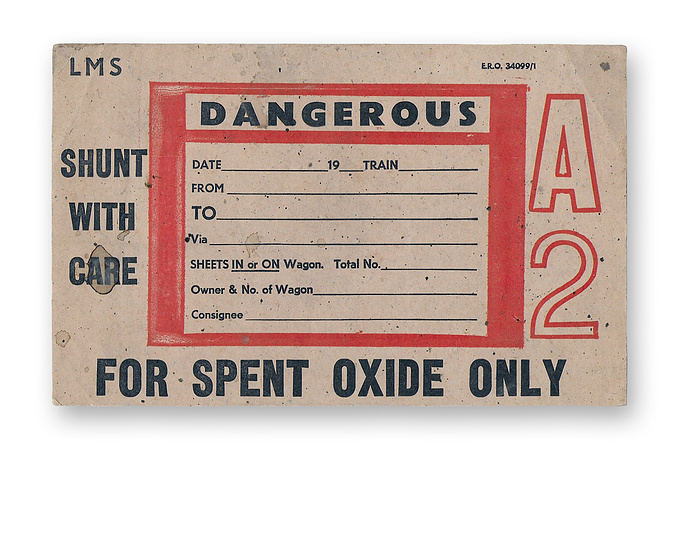 LMS
E.R.O. 34099/1
DANGEROUS
SHUNT
WITH
CARE
DATE 19 TRAIN
FROM
TO
Via
SHEETS IN or ON Wagon. Total No.
Owner & No. of Wagon
Consignee
A
2
FOR SPENT OXIDE ONLY